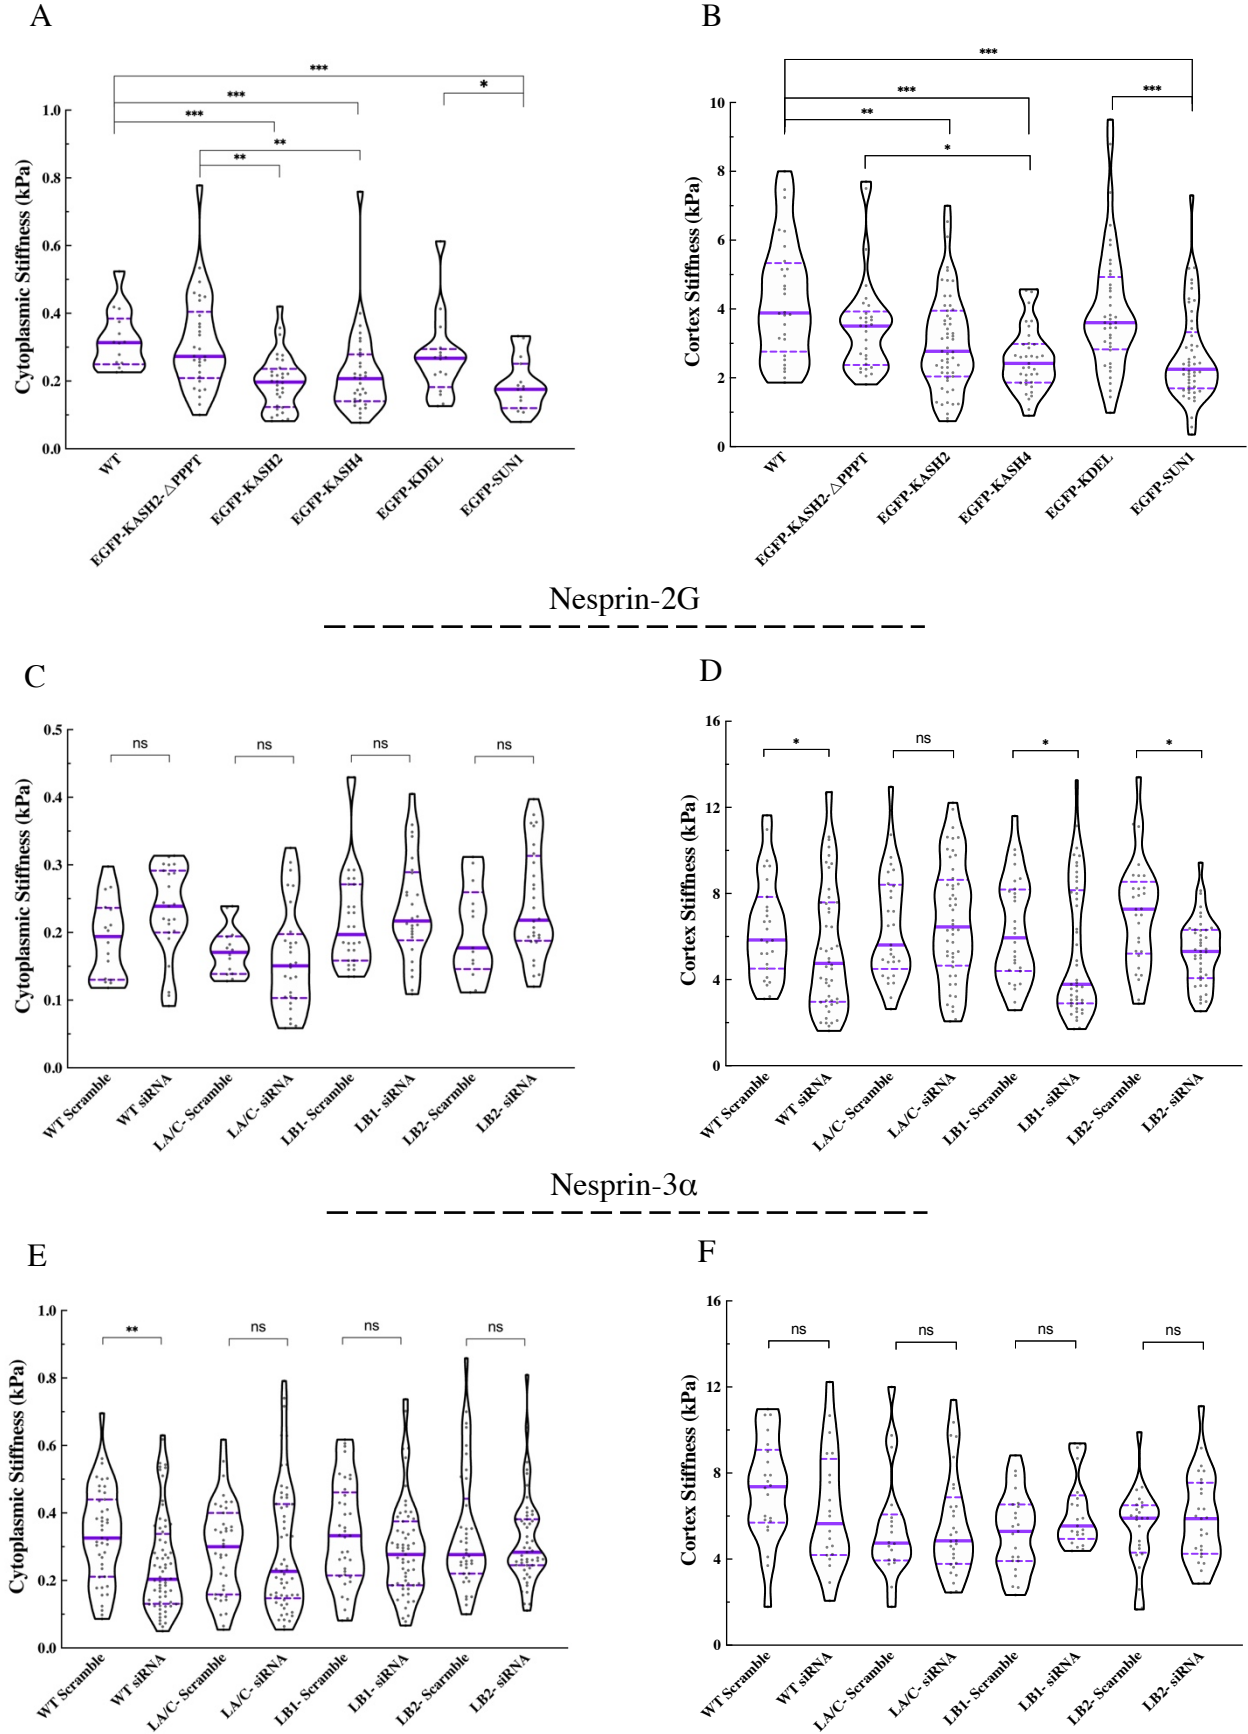 A
B
***
***
***
**
**
*
***
***
**
***
*
Cytoplasmic Stiffness (kPa)
1.0
0.8
0.6
0.4
0.2
0.0
WT
EGFP-KASH2-△PPPT
EGFP-KASH2
EGFP-KASH4
EGFP-KDEL
EGFP-SUN1
Cortex Stiffness (kPa)
10
8
6
4
2
0
WT
EGFP-KASH2-△PPPT
EGFP-KASH2
EGFP-KASH4
EGFP-KDEL
EGFP-SUN1
Nesprin-2G
C
D
Cytoplasmic Stiffness (kPa)
0.5
0.4
0.3
0.2
0.1
0.0
ns
ns
ns
ns
WT Scramble
WT siRNA
LA/C- Scramble
LA/C- siRNA
LB1- Scramble
LB1- siRNA
LB2- Scarmble
LB2- siRNA
Cortex Stiffness (kPa)
16
12
8
4
0
*
ns
*
*
WT Scramble
WT siRNA
LA/C- Scramble
LA/C- siRNA
LB1- Scramble
LB1- siRNA
LB2- Scarmble
LB2- siRNA
Nesprin-3α
E
F
Cytoplasmic Stiffness (kPa)
1.0
0.8
0.6
0.4
0.2
0.0
**
ns
ns
ns
WT Scramble
WT siRNA
LA/C- Scramble
LA/C- siRNA
LB1- Scramble
LB1- siRNA
LB2- Scarmble
LB2- siRNA
Cortex Stiffness (kPa)
16
12
8
4
0
ns
ns
ns
ns
WT Scramble
WT siRNA
LA/C- Scramble
LA/C- siRNA
LB1- Scramble
LB1- siRNA
LB2- Scarmble
LB2- siRNA